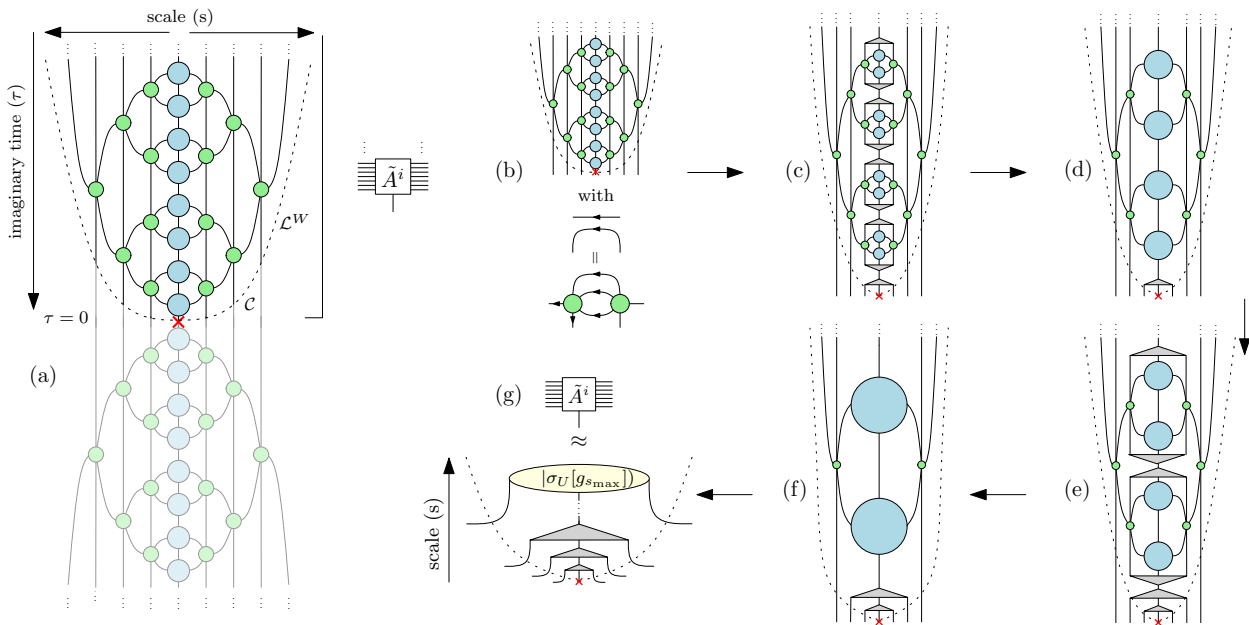 scale (s)
imaginary time (τ)
τ = 0
ℒ^W
𝒞
(a)
Ã^i
(b)
with
=
(c)
(d)
(e)
(f)
(g)
Ã^i
≈
|σ_U[g_{s_max}])
scale (s)